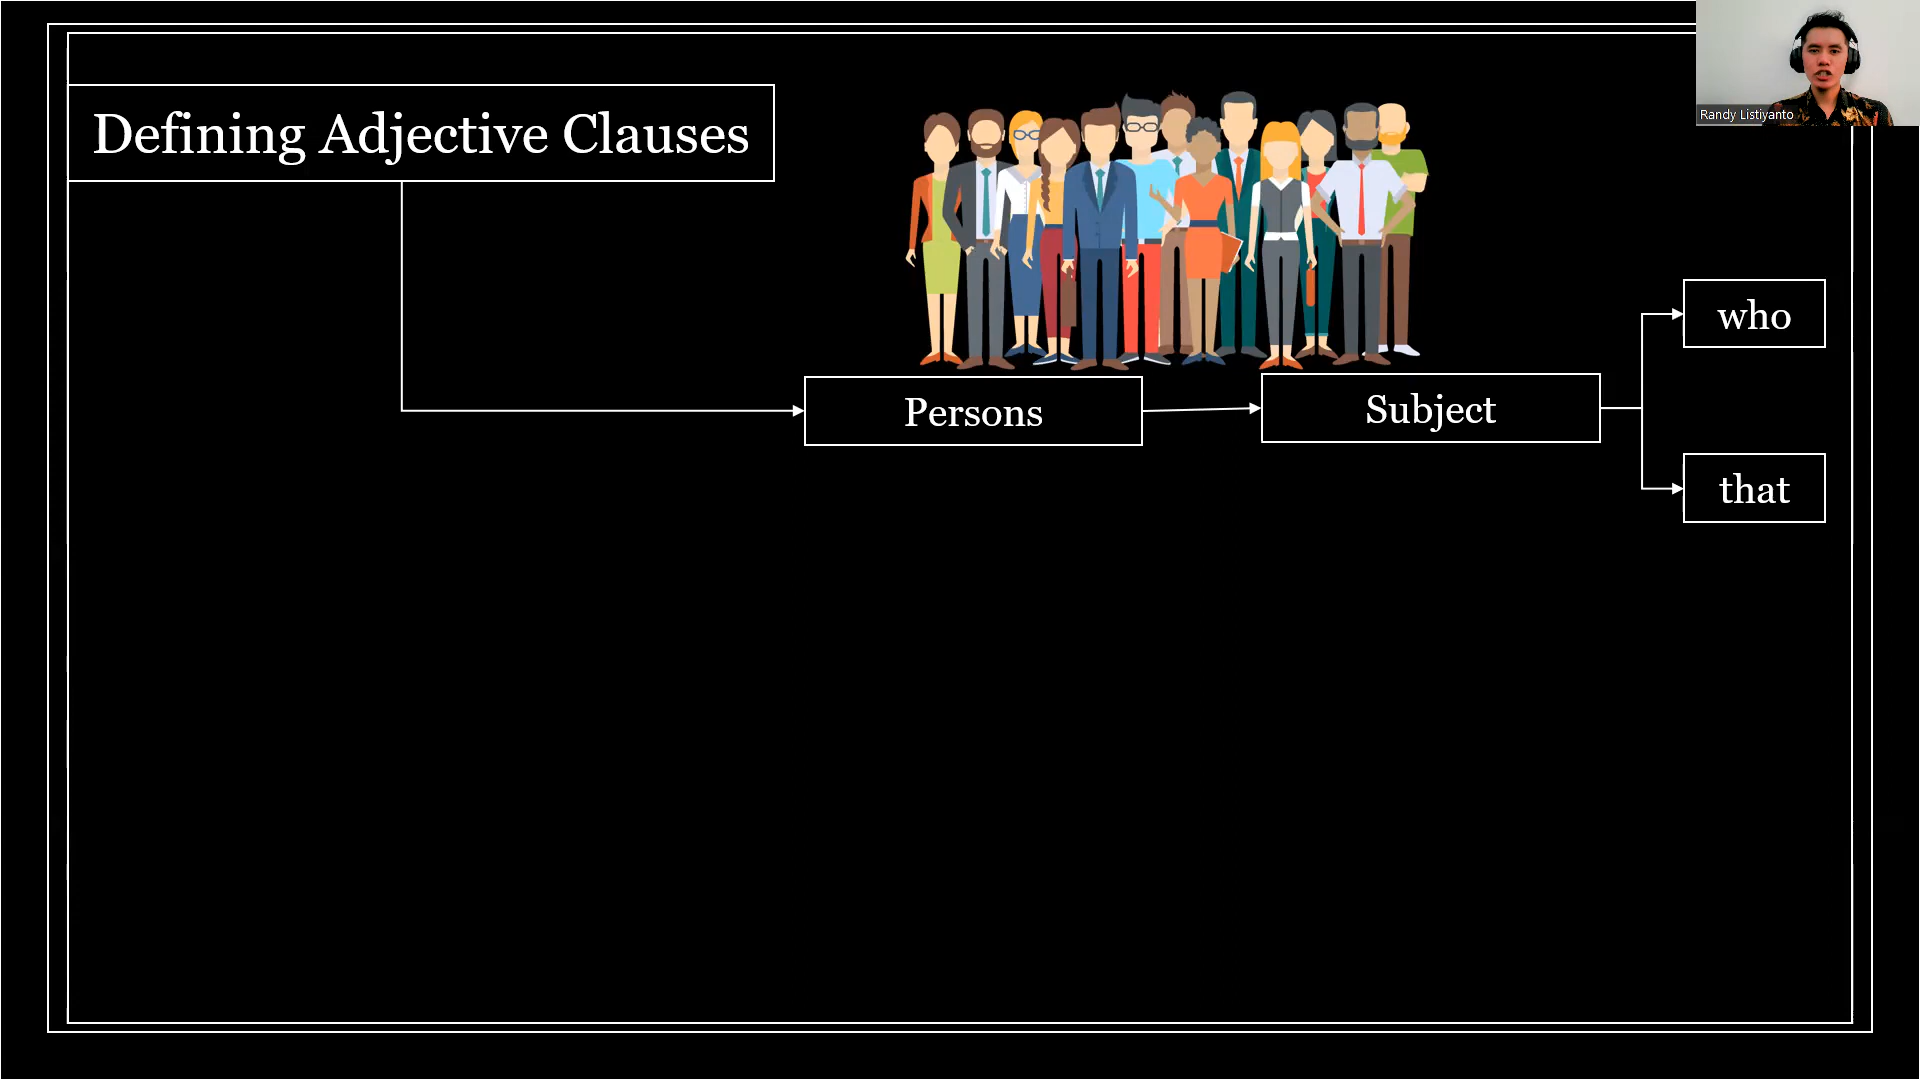 Defining Adjective Clauses
Randy Listiyanto
who
Persons
Subject
that